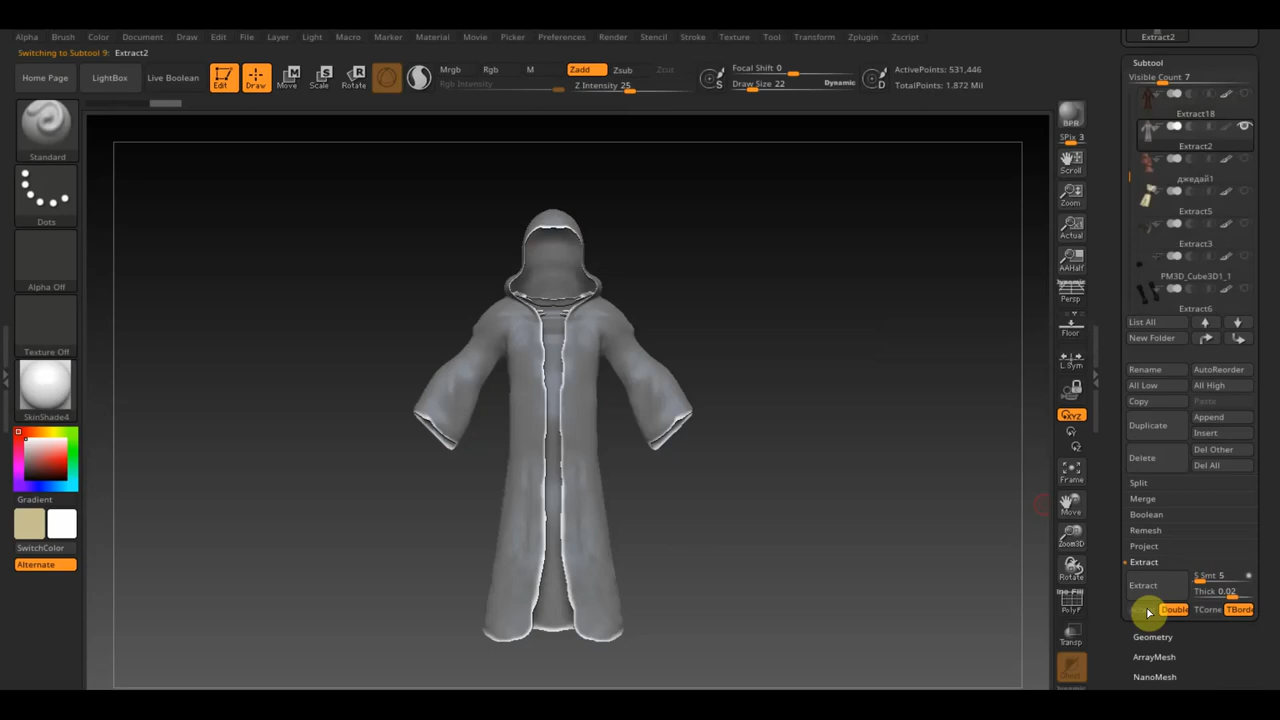 Extract2
Alpha Brush Color Document Draw Edit File Layer Light Macro Marker Material Movie Picker Preferences Render Stencil Stroke Texture Tool Transform Zplugin Zscript
Switching to Subtool 9: Extract2
Home Page LightBox Live Boolean Edit Draw Move Scale Rotate
Mrgb Rgb M Zadd Zsub Zcut
Rgb Intensity Z Intensity 25
Focal Shift 0
Draw Size 22 Dynamic
ActivePoints: 531,446
TotalPoints: 1.872 Mil
S
D
Standard
Dots
Alpha Off
Texture Off
SkinShade4
Gradient
SwitchColor
Alternate
BPR
SPix 3
Scroll
Zoom
Actual
AAHalf
Dynamic
Persp
Floor
L.Sym
XYZ
Frame
Move
Zoom3D
Rotate
PolyF
Transp
Subtool
Visible Count 7
Extract18
Extract2
джедай1
Extract5
Extract3
PM3D_Cube3D1_1
Extract6
List All
New Folder
Rename AutoReorder
All Low All High
Copy Paste
Duplicate Append
Insert
Delete Del Other
Del All
Split
Merge
Boolean
Remesh
Project
Extract
Extract S Smt 5
Thick 0.02
Double TCorne TBorde
Geometry
ArrayMesh
NanoMesh